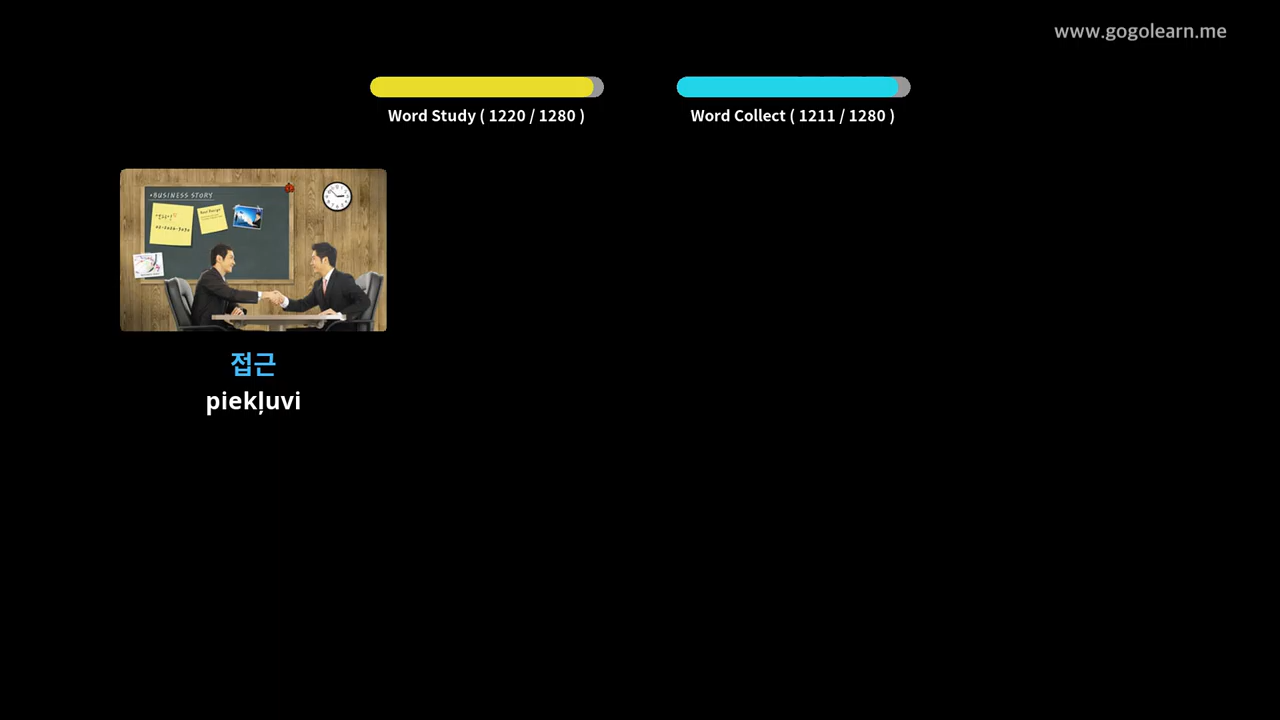 www.gogolearn.me
Word Study ( 1220 / 1280 )
Word Collect ( 1211 / 1280 )
BUSINESS STORY
접근
piekļuvi